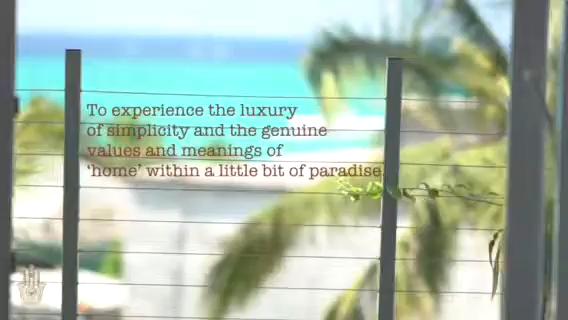 To experience the luxury
of simplicity and the genuine
values and meanings of
‘home’ within a little bit of paradise